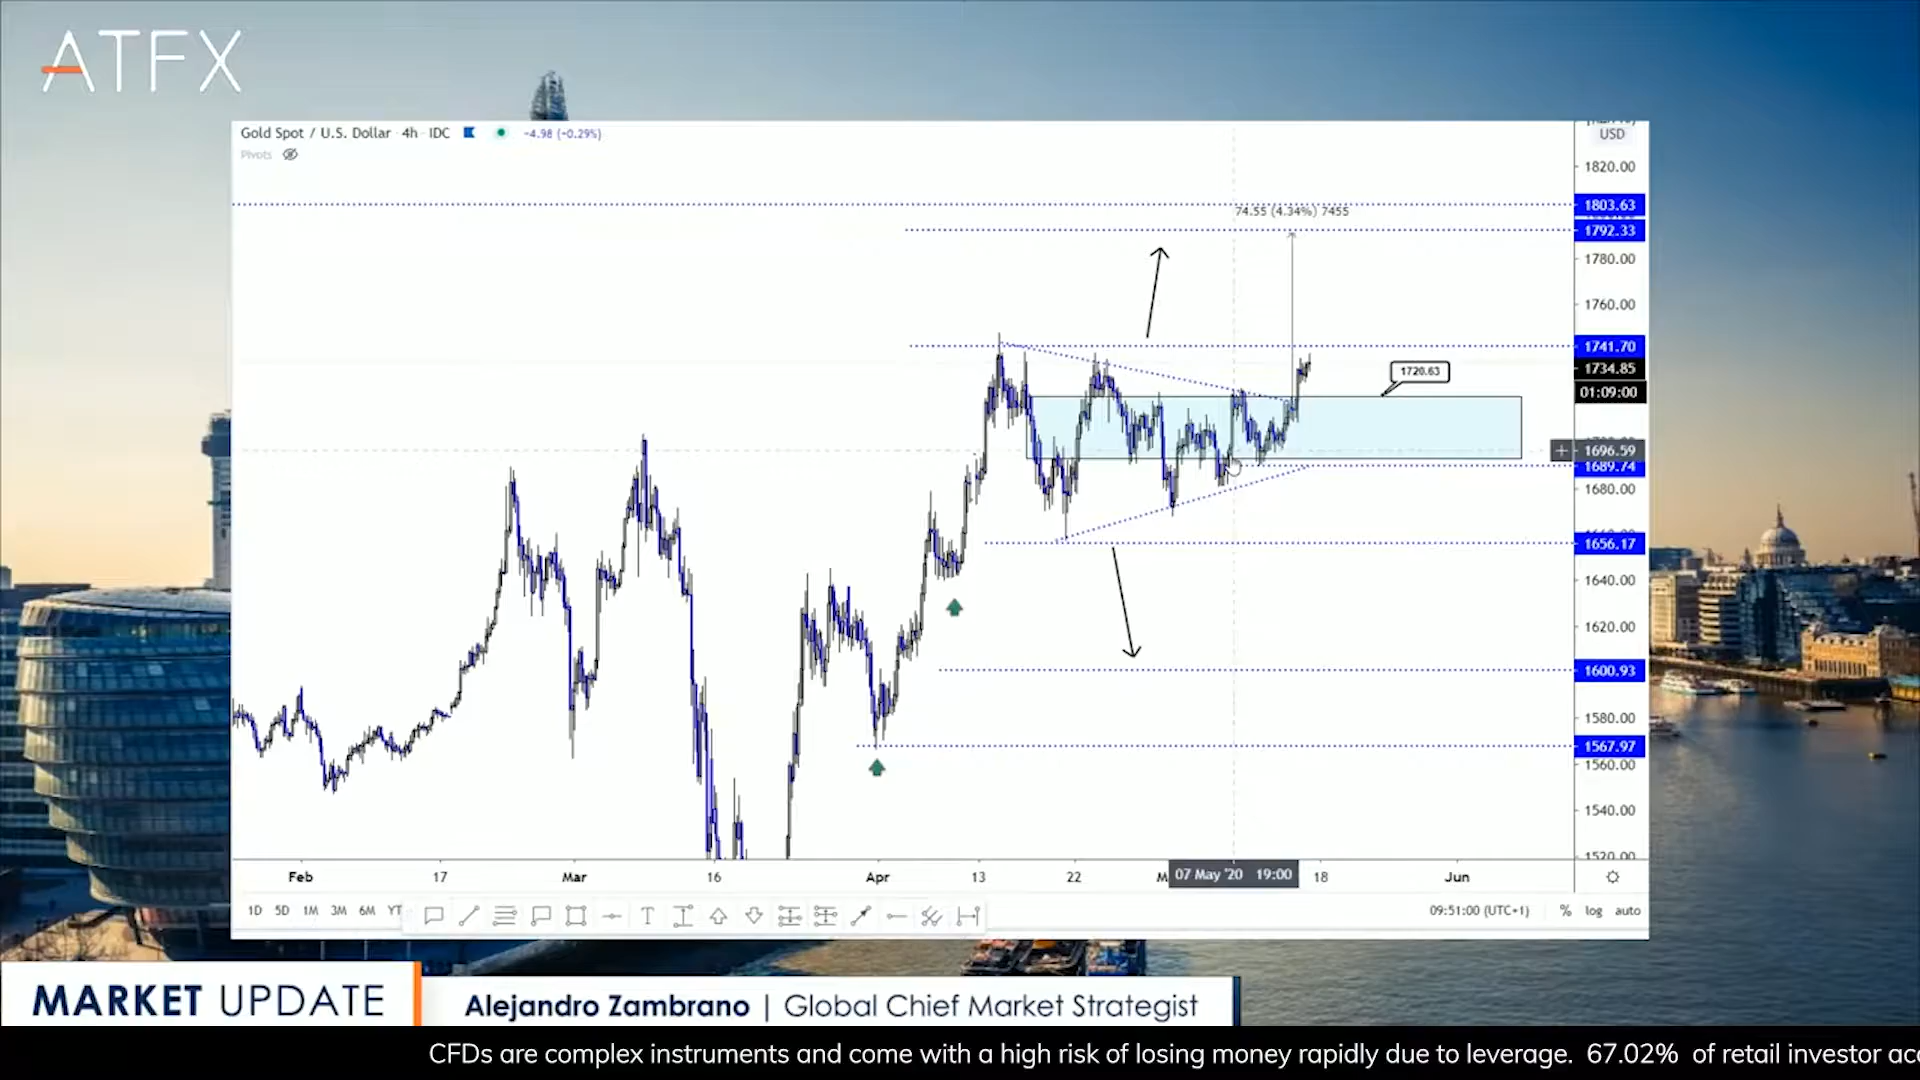 ATFX
Gold Spot / U.S. Dollar · 4h · IDC -4.98 (-0.29%)
Pivots
USD
1820.00
1803.63
74.55 (4.34%) 7455
1792.33
1780.00
1760.00
1741.70
1734.85
1720.63
01:09:00
1696.59
1689.74
1680.00
1656.17
1640.00
1620.00
1600.93
1580.00
1567.97
1560.00
1540.00
1520.00
Feb 17 Mar 16 Apr 13 22 07 May '20 19:00 18 Jun
1D 5D 1M 3M 6M T 09:51:00 (UTC+1) % log auto
MARKET UPDATE
Alejandro Zambrano | Global Chief Market Strategist
CFDs are complex instruments and come with a high risk of losing money rapidly due to leverage. 67.02% of retail investor acc